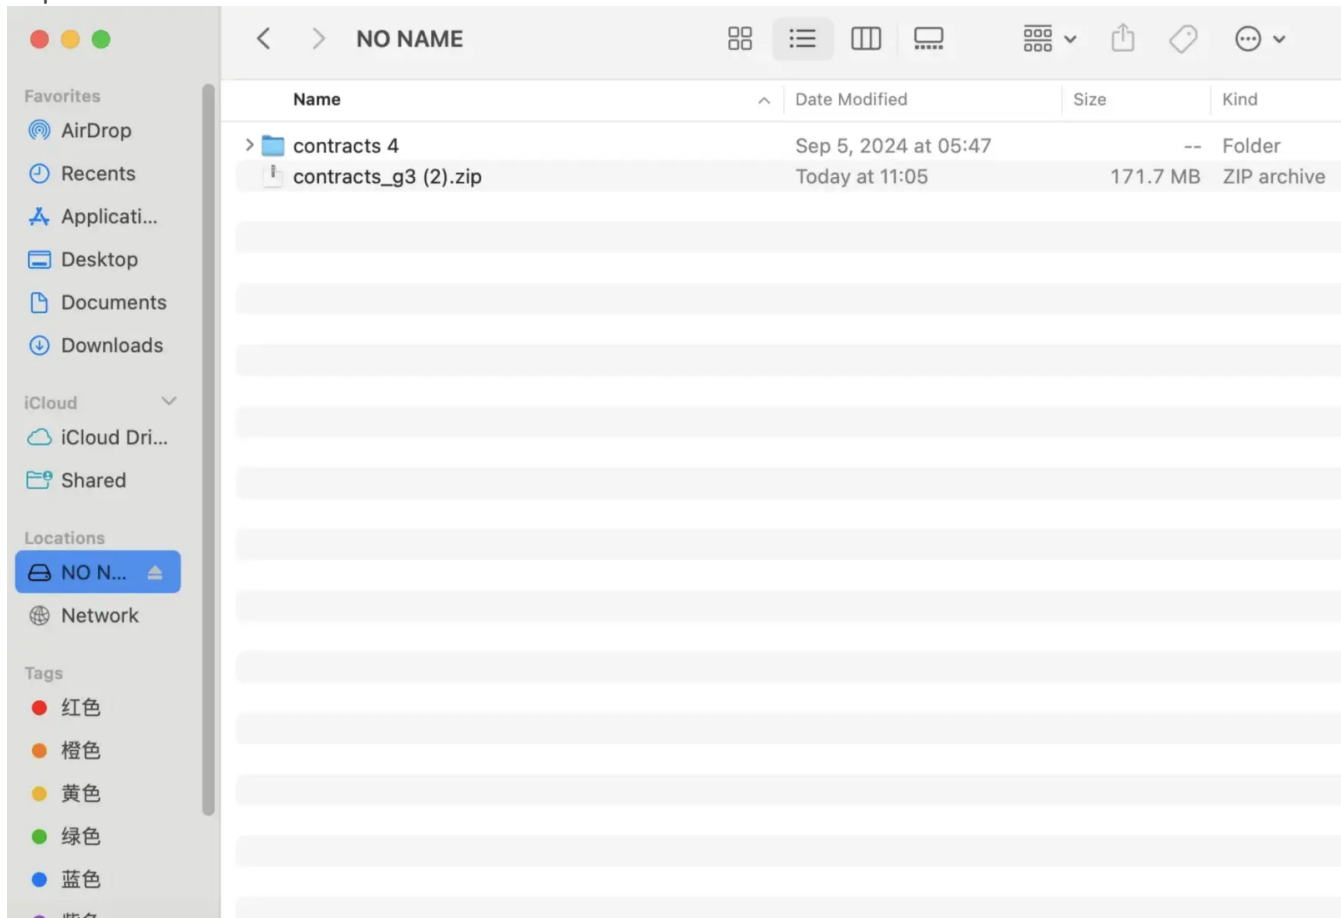 NO NAME
Favorites
AirDrop
Recents
Applicati...
Desktop
Documents
Downloads
iCloud
iCloud Dri...
Shared
Locations
NO N...
Network
Tags
红色
橙色
黄色
绿色
蓝色
Name Date Modified Size Kind
contracts 4 Sep 5, 2024 at 05:47 -- Folder
contracts_g3 (2).zip Today at 11:05 171.7 MB ZIP archive